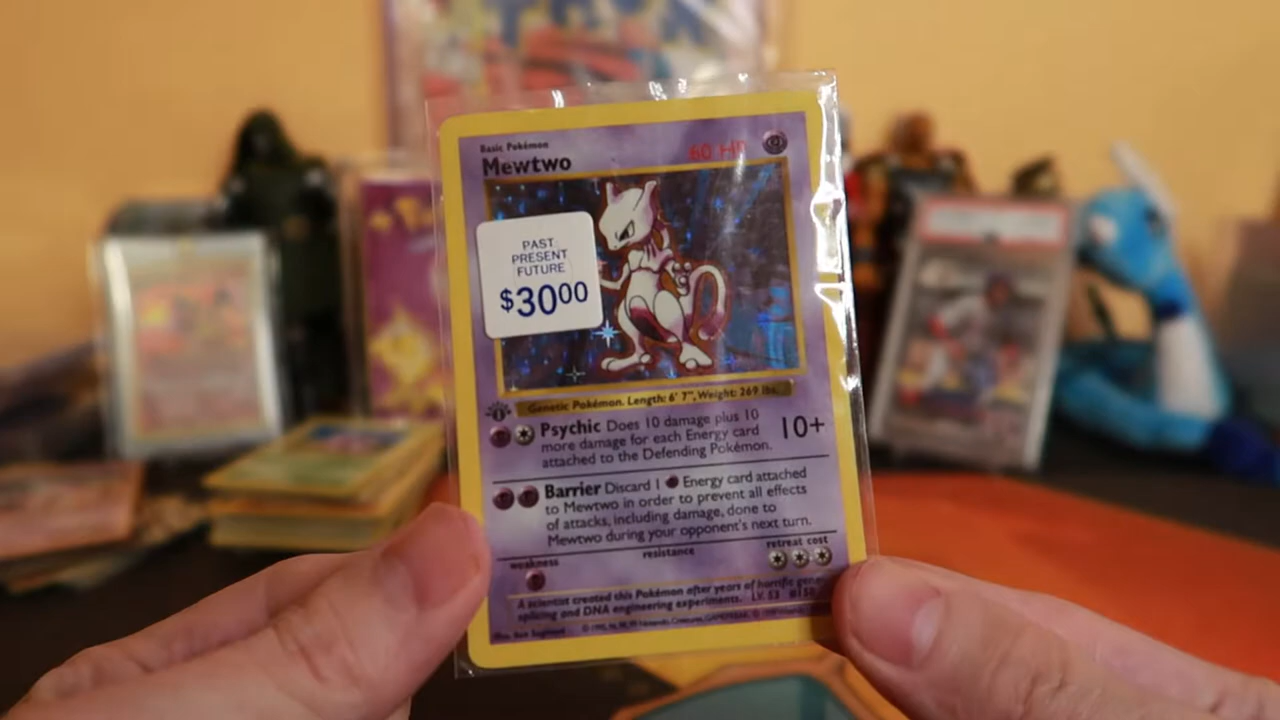 Basic Pokémon
Mewtwo
60 HP
PAST
PRESENT
FUTURE
$30⁰⁰
Genetic Pokémon. Length: 6' 7", Weight: 269 lbs.
Psychic Does 10 damage plus 10
more damage for each Energy card
attached to the Defending Pokémon.
10+
Barrier Discard 1 Energy card attached
to Mewtwo in order to prevent all effects
of attacks, including damage, done to
Mewtwo during your opponent's next turn.
weakness
resistance
retreat cost
A scientist created this Pokémon after years of horrific gene
splicing and DNA engineering experiments. LV. 53 #150